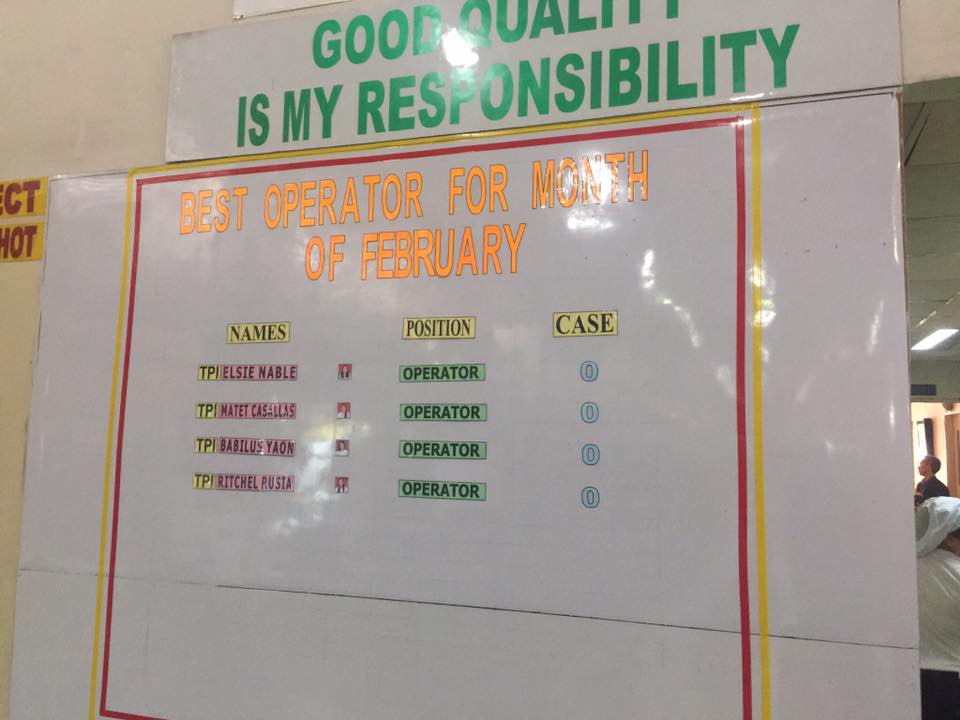 GOOD QUALITY
IS MY RESPONSIBILITY
ECT
HOT
BEST OPERATOR FOR MONTH
OF FEBRUARY
NAMES POSITION CASE
TPI ELSIE NABLE OPERATOR 0
TPI MATET CASALLAS OPERATOR 0
TPI BABILUS YAON OPERATOR 0
TPI RITCHEL RUSIA OPERATOR 0